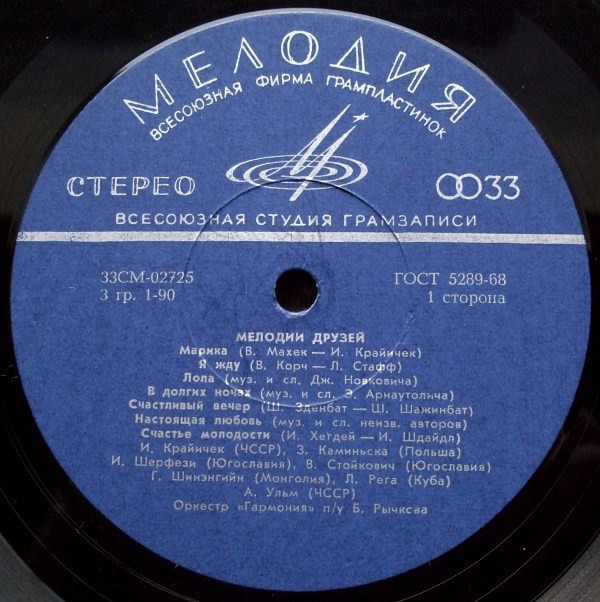 МЕЛОДИЯ
ВСЕСОЮЗНАЯ ФИРМА ГРАМПЛАСТИНОК
СТЕРЕО
33
ВСЕСОЮЗНАЯ СТУДИЯ ГРАМЗАПИСИ
33СМ-02725
3 гр. 1-90
ГОСТ 5289-68
1 сторона
МЕЛОДИИ ДРУЗЕЙ
Марика (В. Махек — И. Крайичек)
Я жду (В. Корч — Л. Стафф)
Лола (муз. и сл. Дж. Новковича)
В долгих ночах (муз. и сл. Э. Арнаутолича)
Счастливый вечер (Ш. Эденбат — Ш. Шажинбат)
Настоящая любовь (муз. и сл. неизв. авторов)
Счастье молодости (И. Хегдей — И. Шдайдл)
И. Крайичек (ЧССР), З. Каминьска (Польша)
И. Шерфези (Югославия), В. Стойкович (Югославия)
Г. Шинэнгийн (Монголия), Л. Рега (Куба)
А. Ульм (ЧССР)
Оркестр «Гармония» п/у Б. Рычкова